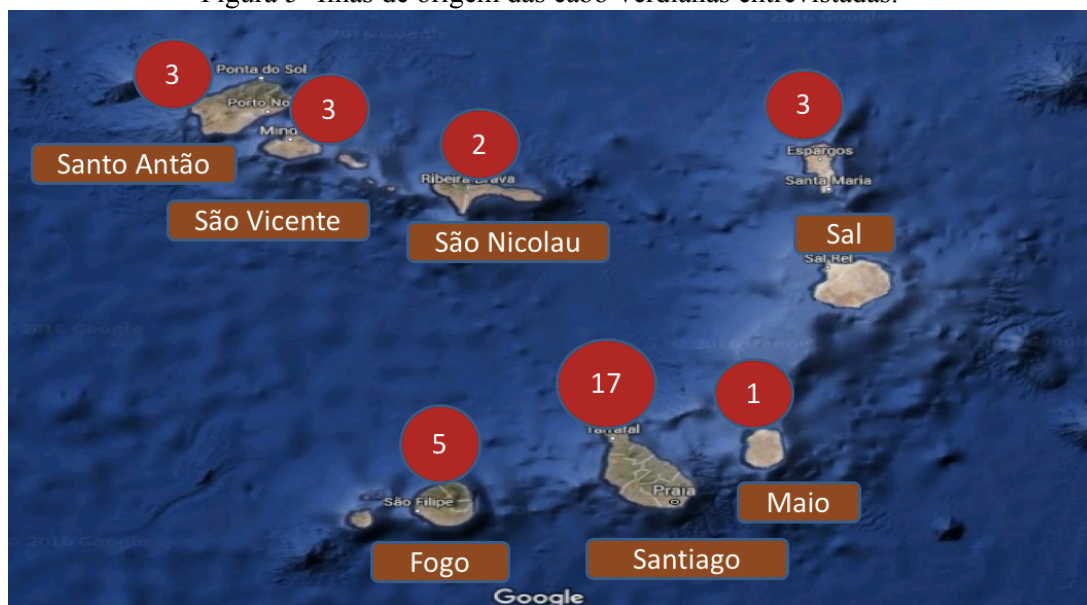 Figura 3- Ilhas de origem das cabo-verdianas entrevistadas.
© 2016 Google
3
Ponta do Sol
Porto No
3
Mino
Santo Antão
São Vicente
2
Ribeira Brava
São Nicolau
3
Espargos
Santa Maria
Sal
Sal Rei
17
Tarrafal
1
Praia
Maio
Santiago
5
São Filipe
Fogo
Google